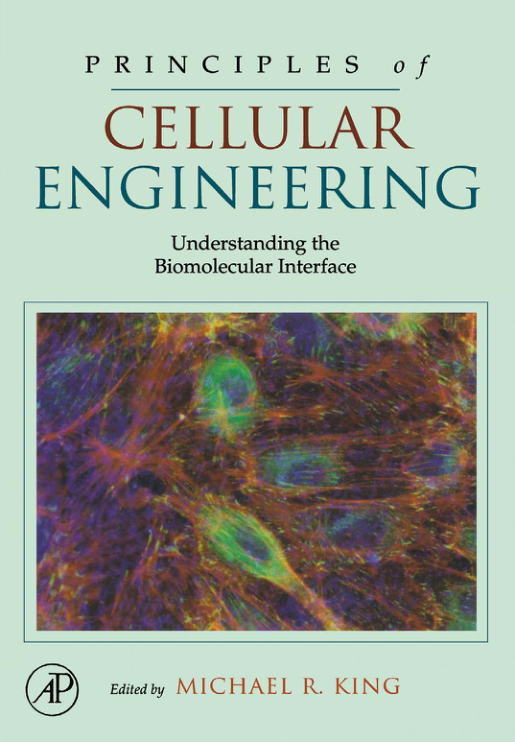 PRINCIPLES of
CELLULAR
ENGINEERING
Understanding the
Biomolecular Interface
AP
Edited by MICHAEL R. KING